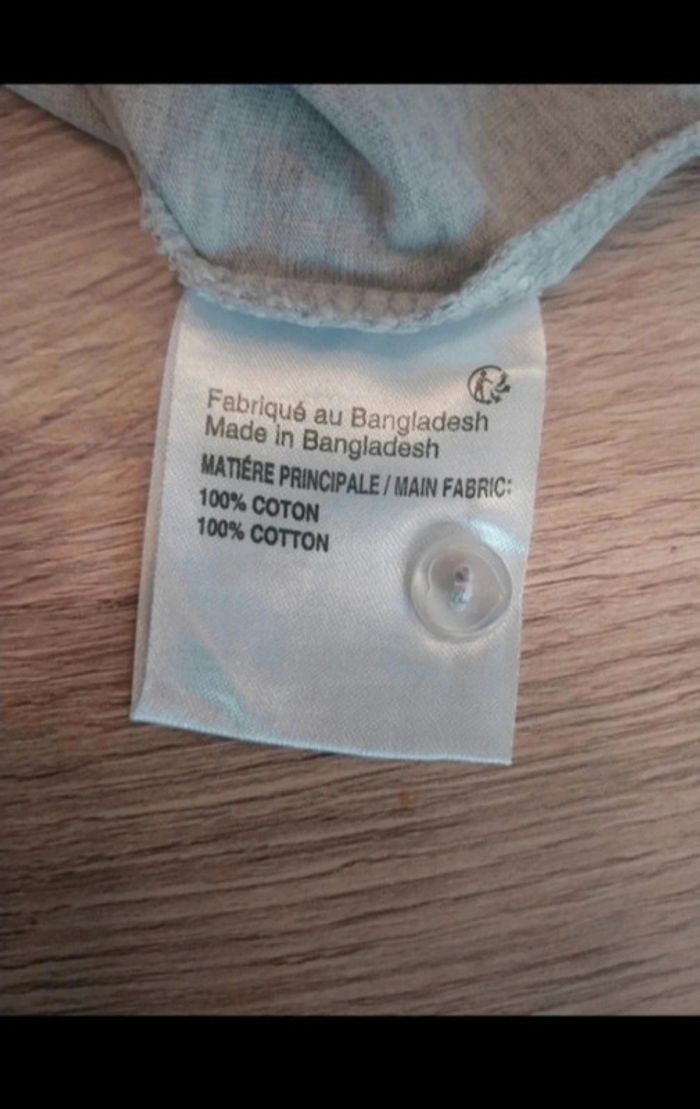 Fabriqué au Bangladesh
Made in Bangladesh
MATIÉRE PRINCIPALE / MAIN FABRIC:
100% COTON
100% COTTON